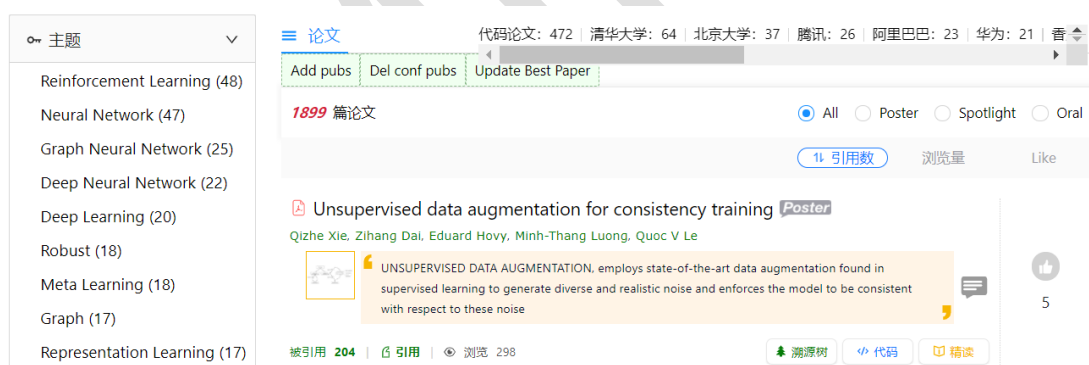 主题
Reinforcement Learning (48)
Neural Network (47)
Graph Neural Network (25)
Deep Neural Network (22)
Deep Learning (20)
Robust (18)
Meta Learning (18)
Graph (17)
Representation Learning (17)
论文
代码论文：472 清华大学：64 北京大学：37 腾讯：26 阿里巴巴：23 华为：21 香
Add pubs Del conf pubs Update Best Paper
1899 篇论文
All Poster Spotlight Oral
引用数 浏览量 Like
Unsupervised data augmentation for consistency training Poster
Qizhe Xie, Zihang Dai, Eduard Hovy, Minh-Thang Luong, Quoc V Le
UNSUPERVISED DATA AUGMENTATION, employs state-of-the-art data augmentation found in
supervised learning to generate diverse and realistic noise and enforces the model to be consistent
with respect to these noise
5
被引用 204 引用 浏览 298
溯源树 代码 精读